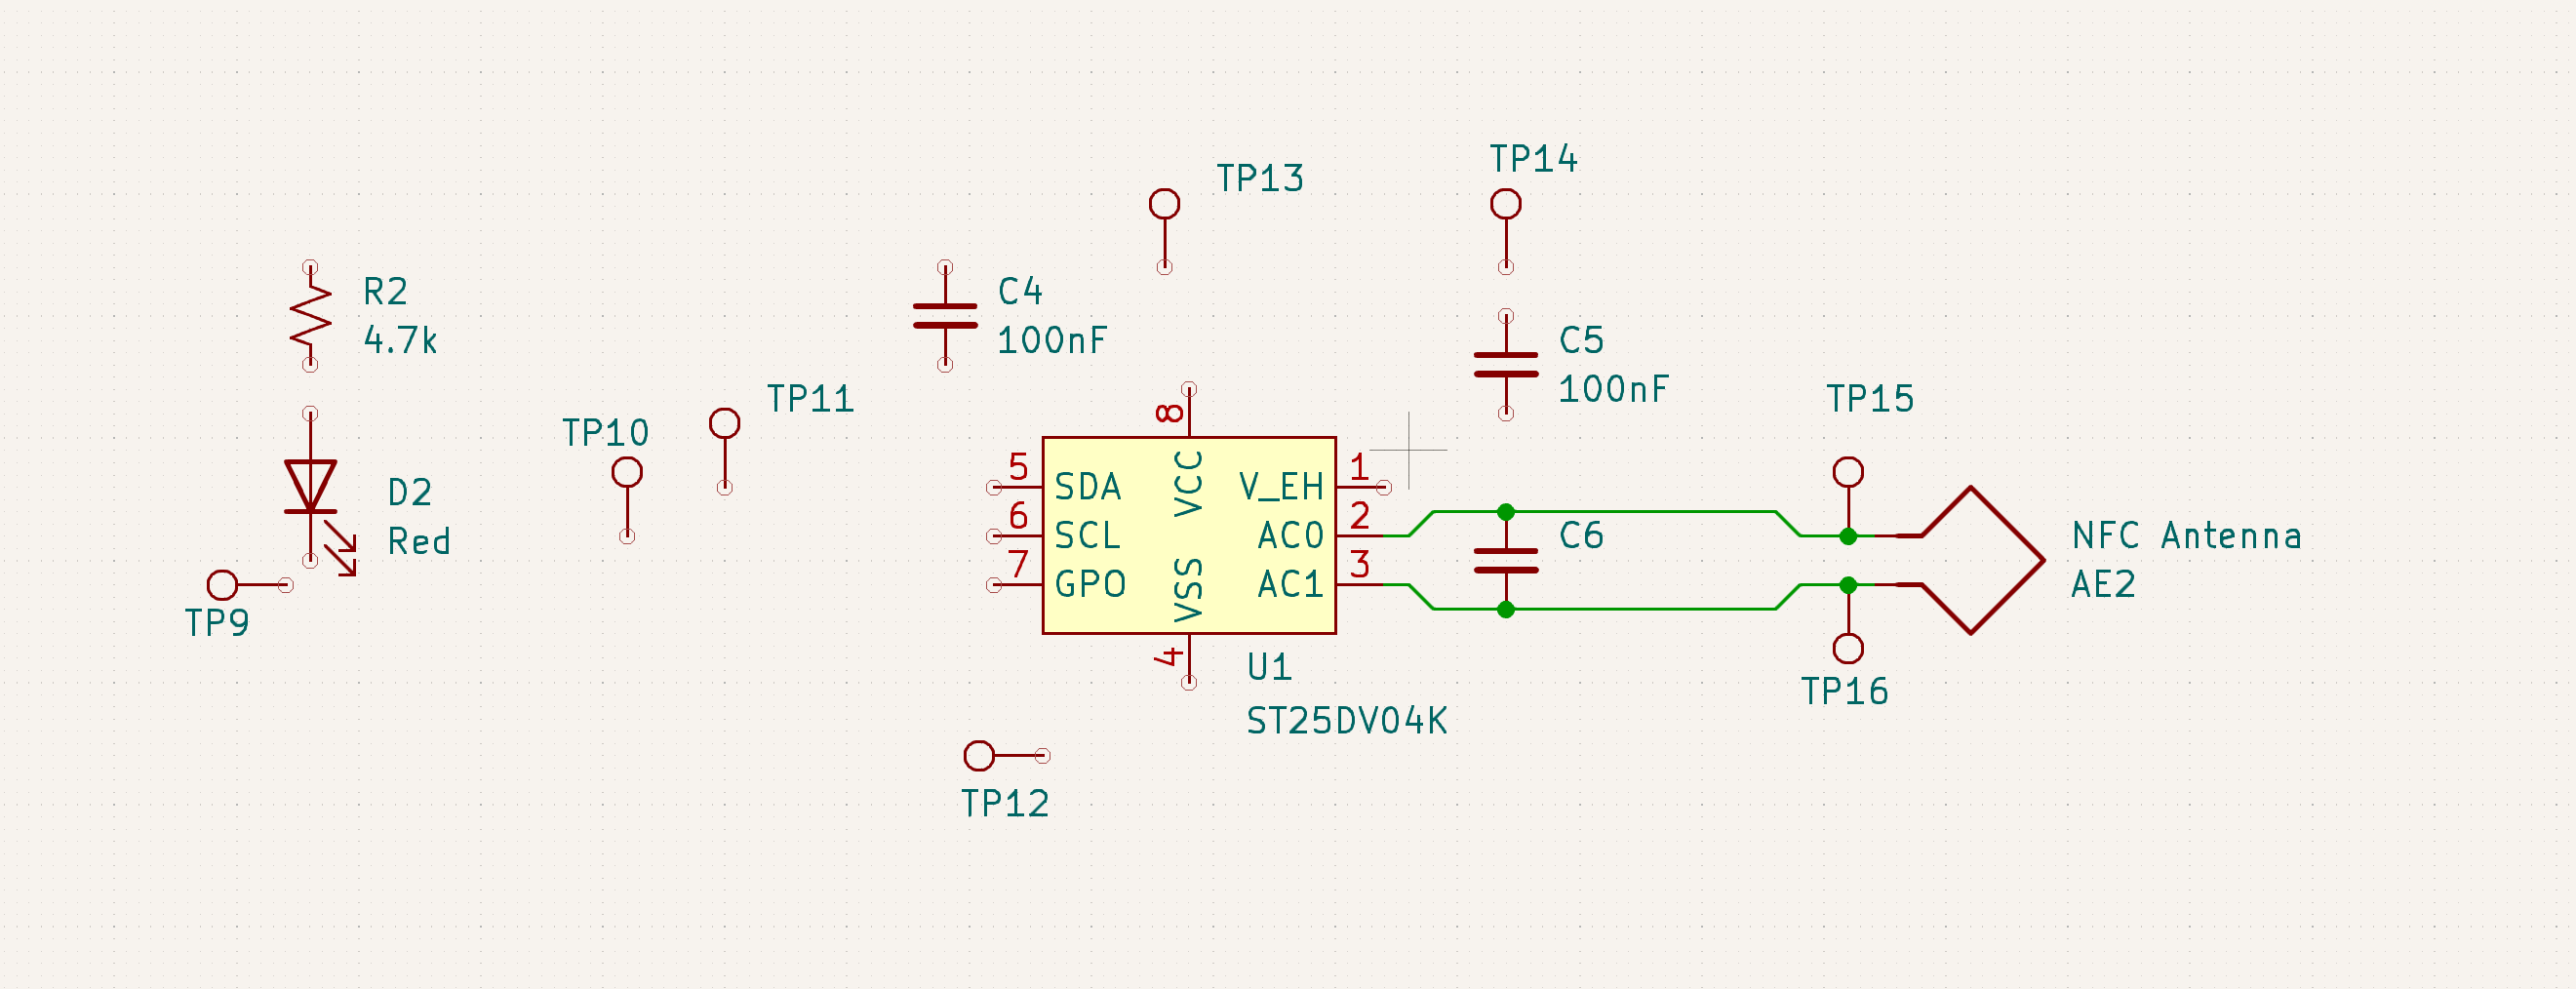 TP13
TP14
R2
4.7k
C4
100nF
C5
100nF
TP11
TP10
TP15
8
5
SDA
VCC
V_EH
1
D2
Red
6
SCL
AC0
2
C6
NFC Antenna
7
GPO
VSS
AC1
3
AE2
TP9
4
U1
TP16
ST25DV04K
TP12